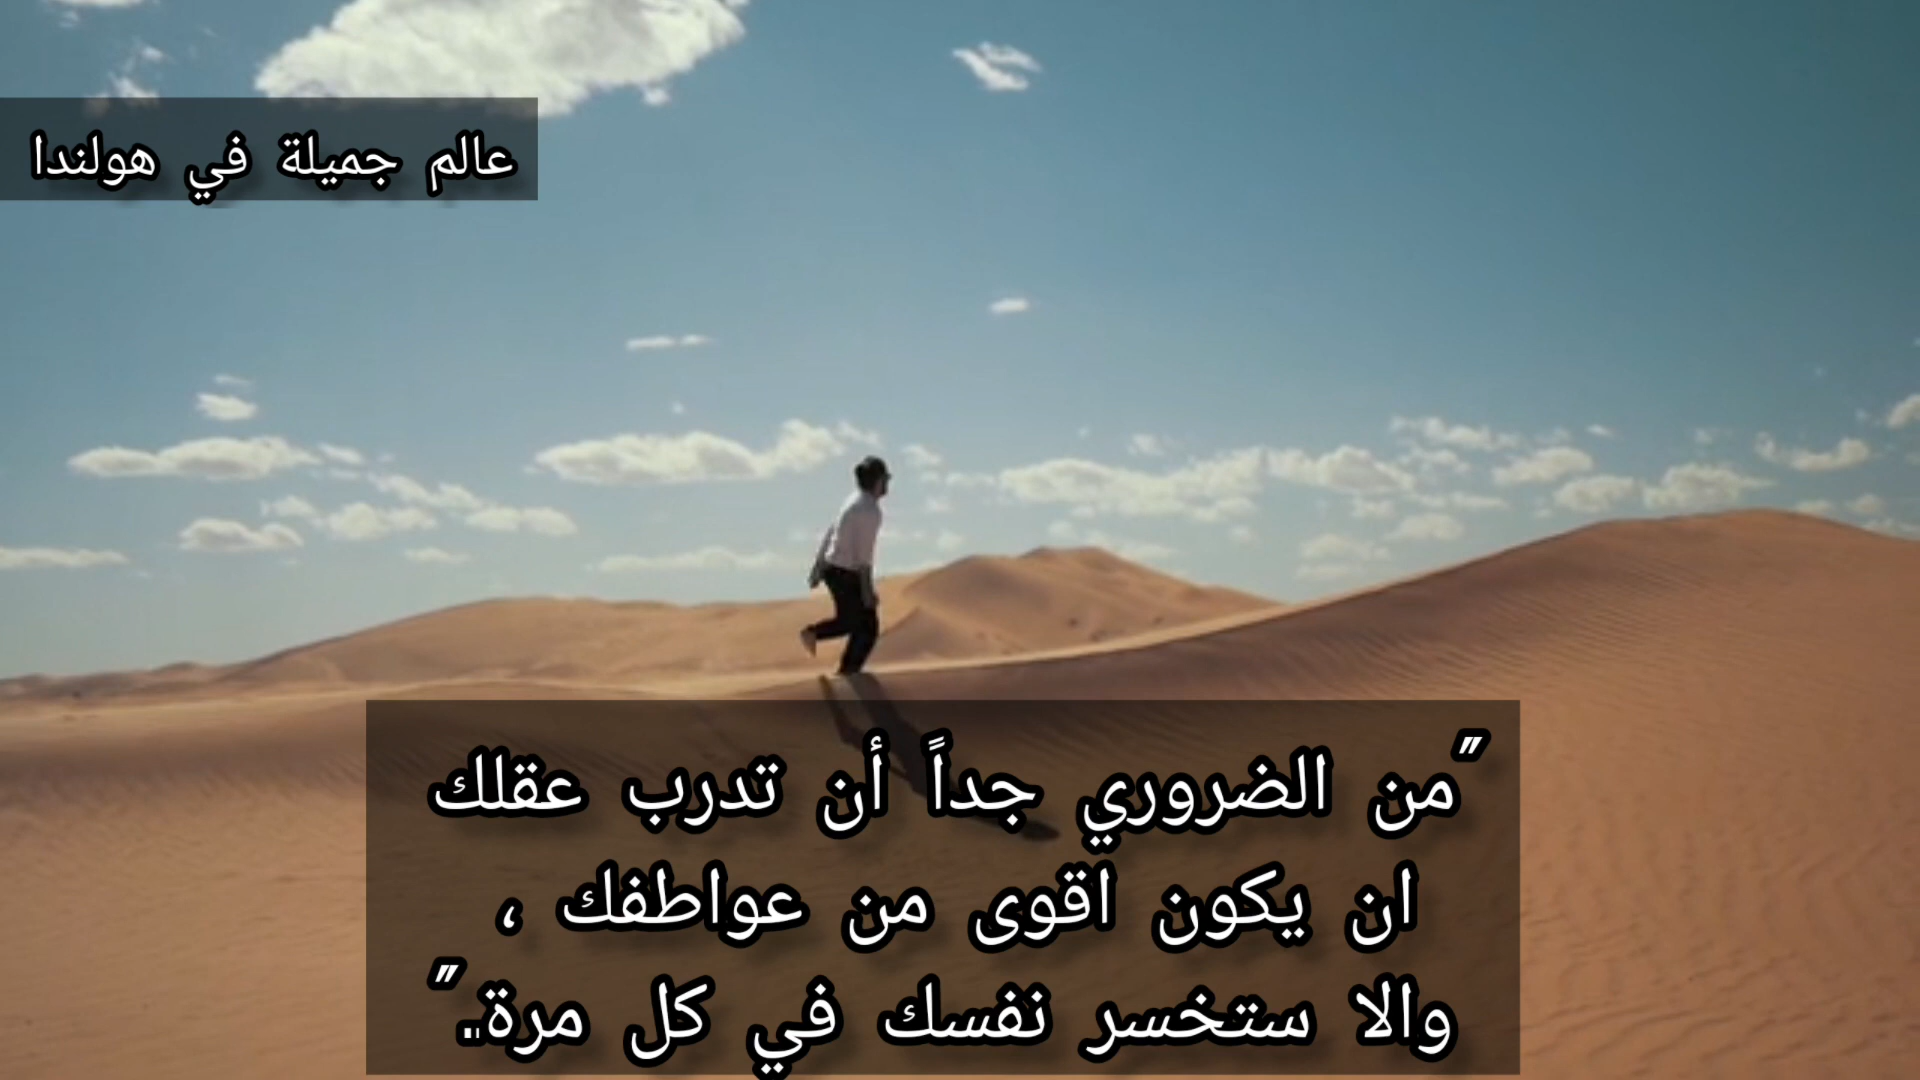 عالم جميلة في هولندا
"من الضروري جداً أن تدرب عقلك
ان يكون اقوى من عواطفك ،
والا ستخسر نفسك في كل مرة.."